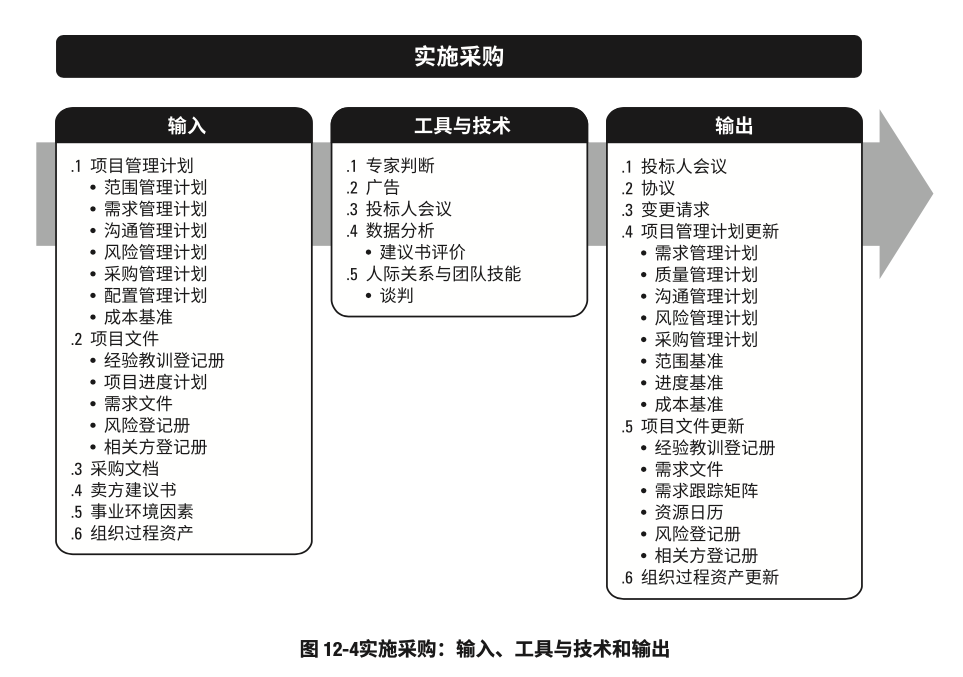 实施采购
输入
.1 项目管理计划
• 范围管理计划
• 需求管理计划
• 沟通管理计划
• 风险管理计划
• 采购管理计划
• 配置管理计划
• 成本基准
.2 项目文件
• 经验教训登记册
• 项目进度计划
• 需求文件
• 风险登记册
• 相关方登记册
.3 采购文档
.4 卖方建议书
.5 事业环境因素
.6 组织过程资产
工具与技术
.1 专家判断
.2 广告
.3 投标人会议
.4 数据分析
• 建议书评价
.5 人际关系与团队技能
• 谈判
输出
.1 投标人会议
.2 协议
.3 变更请求
.4 项目管理计划更新
• 需求管理计划
• 质量管理计划
• 沟通管理计划
• 风险管理计划
• 采购管理计划
• 范围基准
• 进度基准
• 成本基准
.5 项目文件更新
• 经验教训登记册
• 需求文件
• 需求跟踪矩阵
• 资源日历
• 风险登记册
• 相关方登记册
.6 组织过程资产更新
图 12-4实施采购：输入、工具与技术和输出